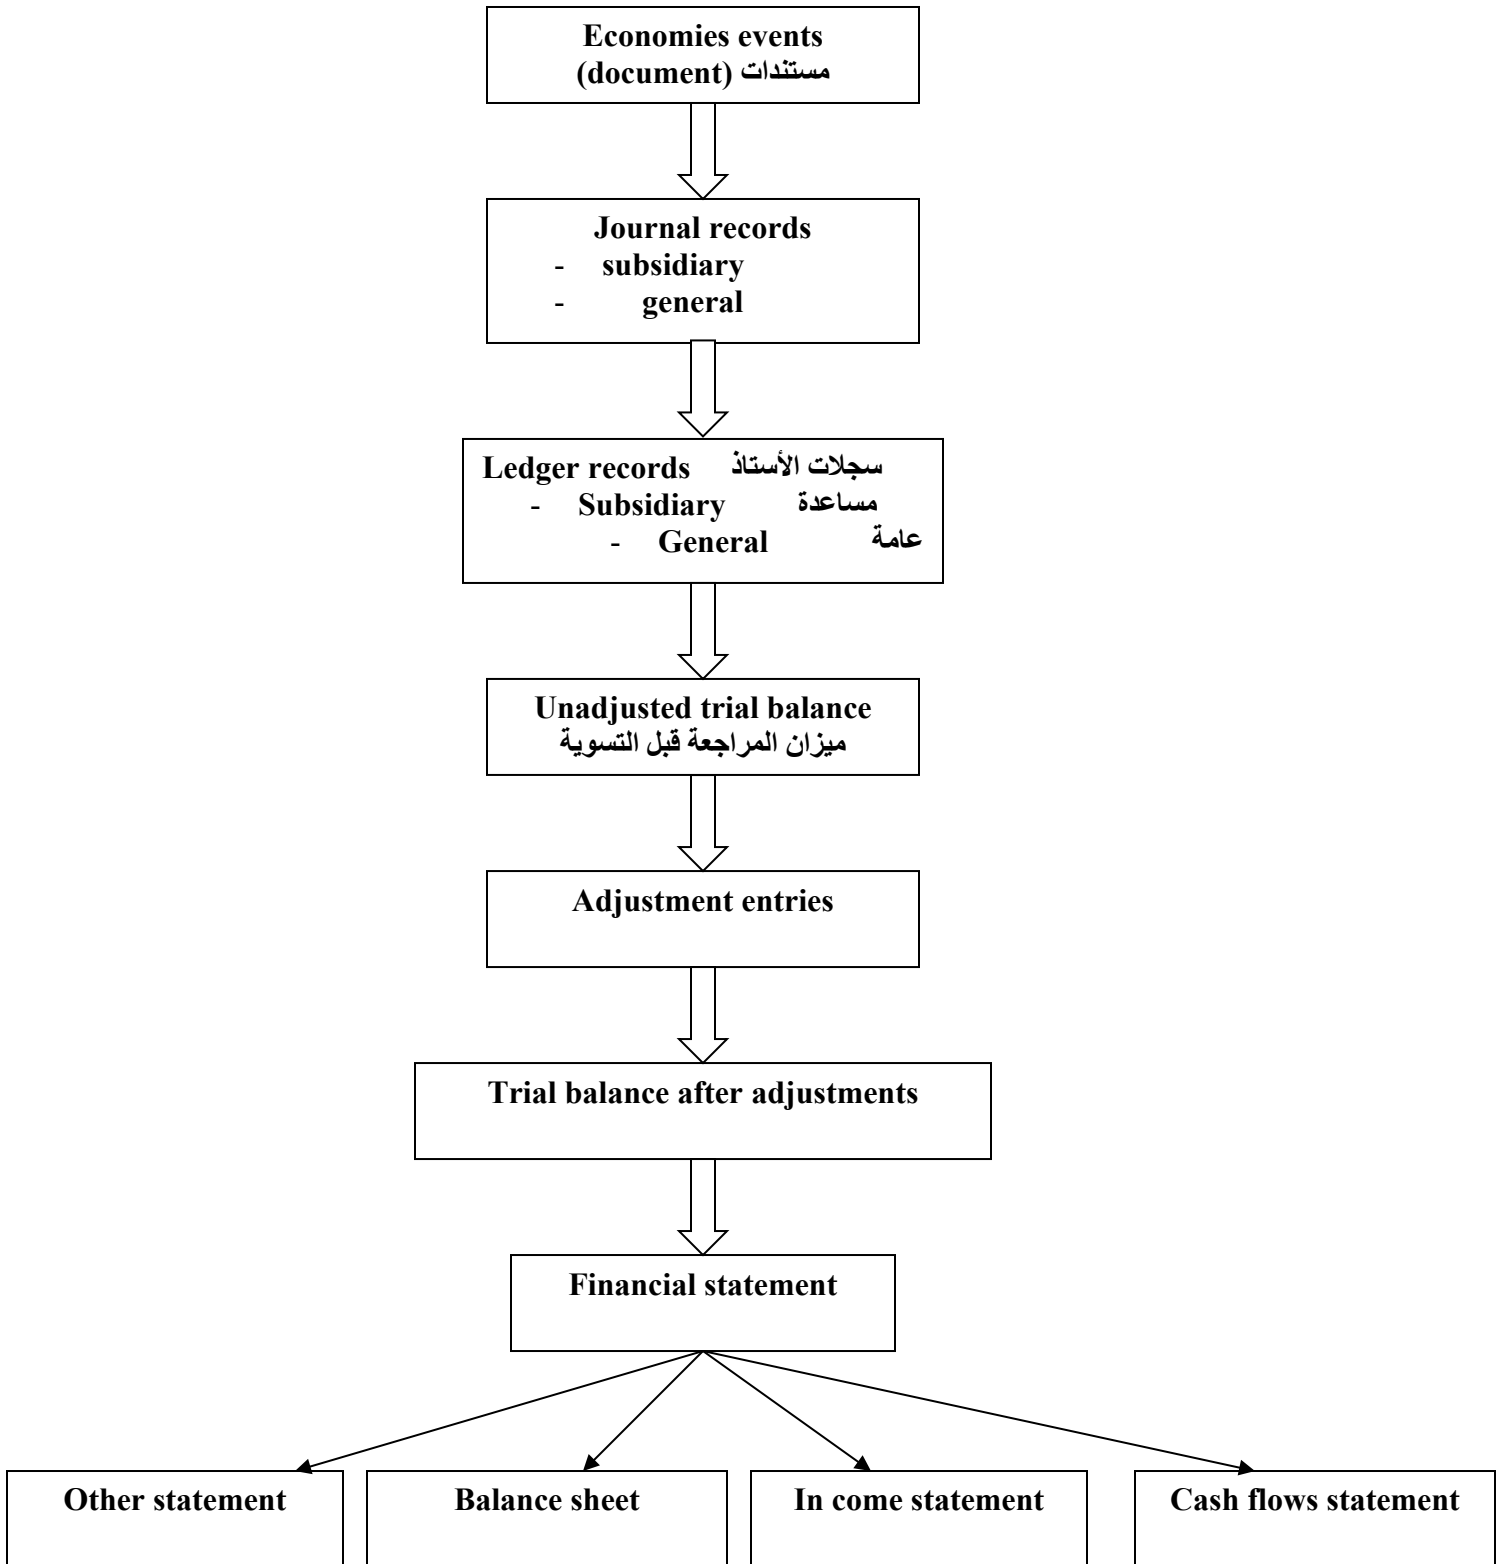 Economies events
(document) مستندات
Journal records
- subsidiary
- general
Ledger records سجلات الأستاذ
- Subsidiary مساعدة
- General عامة
Unadjusted trial balance
ميزان المراجعة قبل التسوية
Adjustment entries
Trial balance after adjustments
Financial statement
Other statement
Balance sheet
In come statement
Cash flows statement